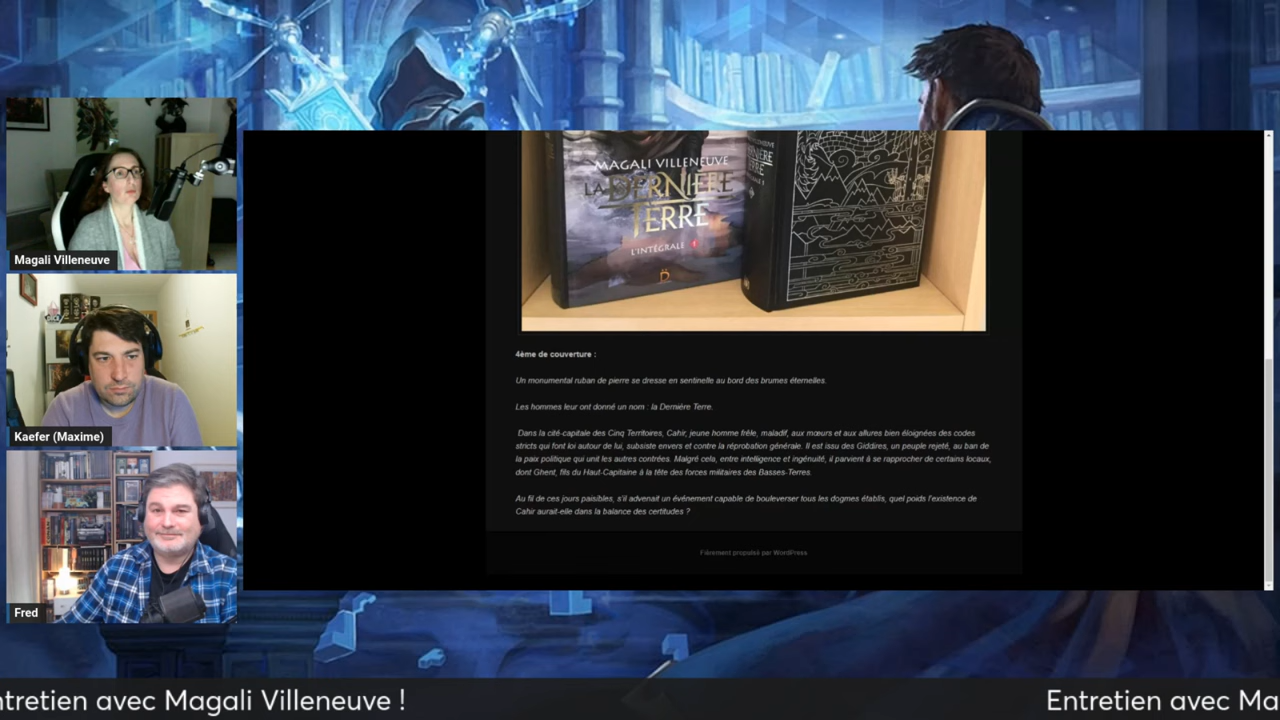 Magali Villeneuve
Kaefer (Maxime)
Fred
MAGALI VILLENEUVE
LA DERNIÈRE
TERRE
L'INTÉGRALE 1
4ème de couverture :
Un monumental ruban de pierre se dresse en sentinelle au bord des brumes éternelles.
Les hommes leur ont donné un nom : la Dernière Terre.
Dans la cité-capitale des Cinq Territoires, Cahir, jeune homme frêle, maladif, aux mœurs et aux allures bien éloignées des codes
stricts qui font loi autour de lui, subsiste envers et contre la réprobation générale. Il est issu des Giddires, un peuple rejeté, au ban de
la paix politique qui unit les autres contrées. Malgré cela, entre intelligence et ingénuité, il parvient à se rapprocher de certains locaux,
dont Ghent, fils du Haut-Capitaine à la tête des forces militaires des Basses-Terres.
Au fil de ces jours paisibles, s'il advenait un événement capable de bouleverser tous les dogmes établis, quel poids l'existence de
Cahir aurait-elle dans la balance des certitudes ?
Fièrement propulsé par WordPress
ntretien avec Magali Villeneuve !
Entretien avec Ma